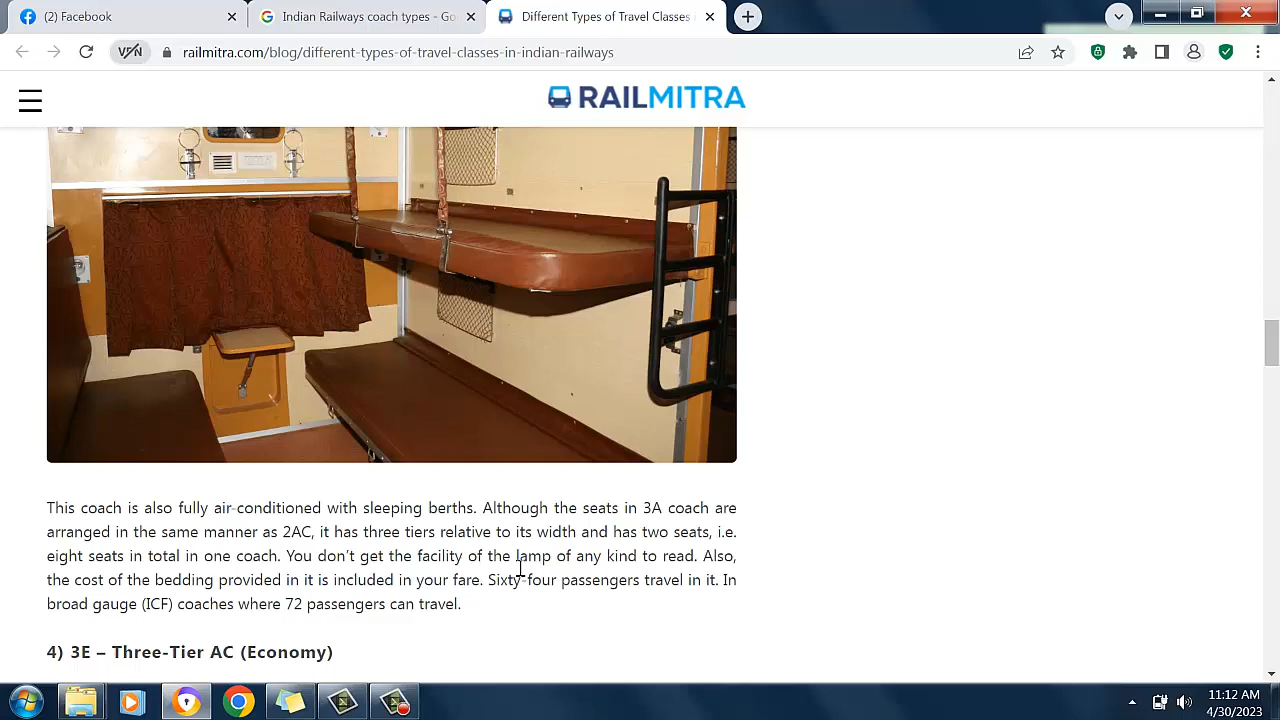 (2) Facebook
Indian Railways coach types - G
Different Types of Travel Classes
VPN
railmitra.com/blog/different-types-of-travel-classes-in-indian-railways
RAILMITRA
This coach is also fully air-conditioned with sleeping berths. Although the seats in 3A coach are
arranged in the same manner as 2AC, it has three tiers relative to its width and has two seats, i.e.
eight seats in total in one coach. You don't get the facility of the lamp of any kind to read. Also,
the cost of the bedding provided in it is included in your fare. Sixty-four passengers travel in it. In
broad gauge (ICF) coaches where 72 passengers can travel.
4) 3E – Three-Tier AC (Economy)
11:12 AM
4/30/2023